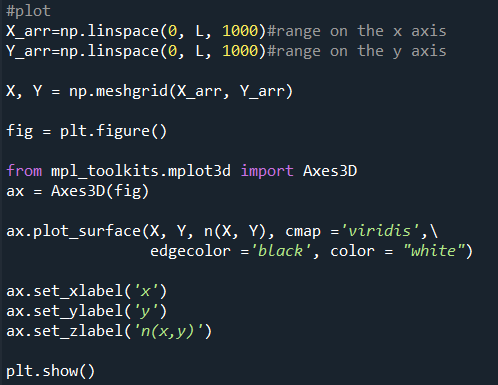 #plot
X_arr=np.linspace(0, L, 1000)#range on the x axis
Y_arr=np.linspace(0, L, 1000)#range on the y axis
X, Y = np.meshgrid(X_arr, Y_arr)
fig = plt.figure()
from mpl_toolkits.mplot3d import Axes3D
ax = Axes3D(fig)
ax.plot_surface(X, Y, n(X, Y), cmap ='viridis',\
                edgecolor ='black', color = "white")
ax.set_xlabel('x')
ax.set_ylabel('y')
ax.set_zlabel('n(x,y)')
plt.show()